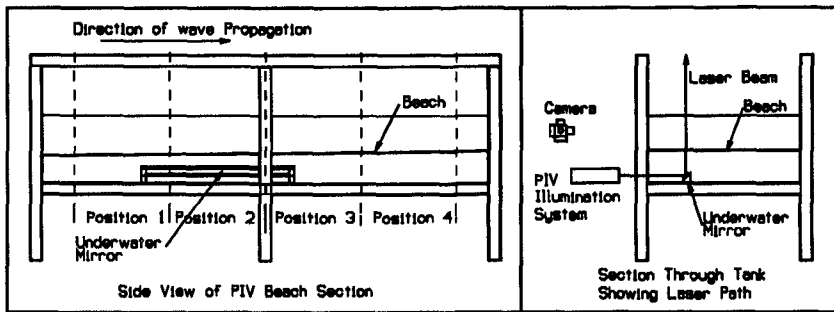 Direction of wave Propagation
Beach
Position 1
Position 2
Position 3
Position 4
Underwater
Mirror
Side View of PIV Beach Section
Laser Beam
Camera
Beach
PIV
Illumination
System
Underwater
Mirror
Section Through Tank
Showing Laser Path